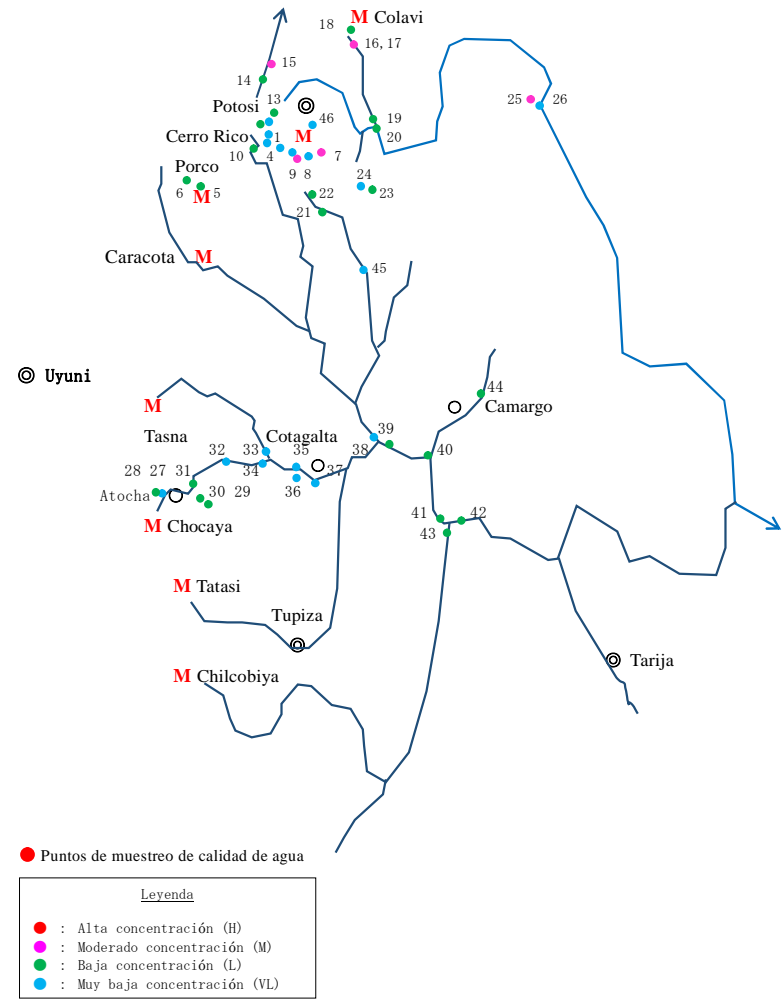 18 M Colavi
16, 17
15
14
13
Potosi
46
19
20
25 26
Cerro Rico
1
M
10 4
7
9 8
Porco
24
23
6 5
M
22
21
Caracota M
45
Uyuni
M
44
Camargo
Tasna
Cotagalta
39
32 33 35
38
40
34
28 27 31
37
36
Atocha
30 29
41 42
43
M Chocaya
M Tatasi
Tupiza
Tarija
M Chilcobiya
Puntos de muestreo de calidad de agua
Leyenda
: Alta concentración (H)
: Moderado concentración (M)
: Baja concentración (L)
: Muy baja concentración (VL)